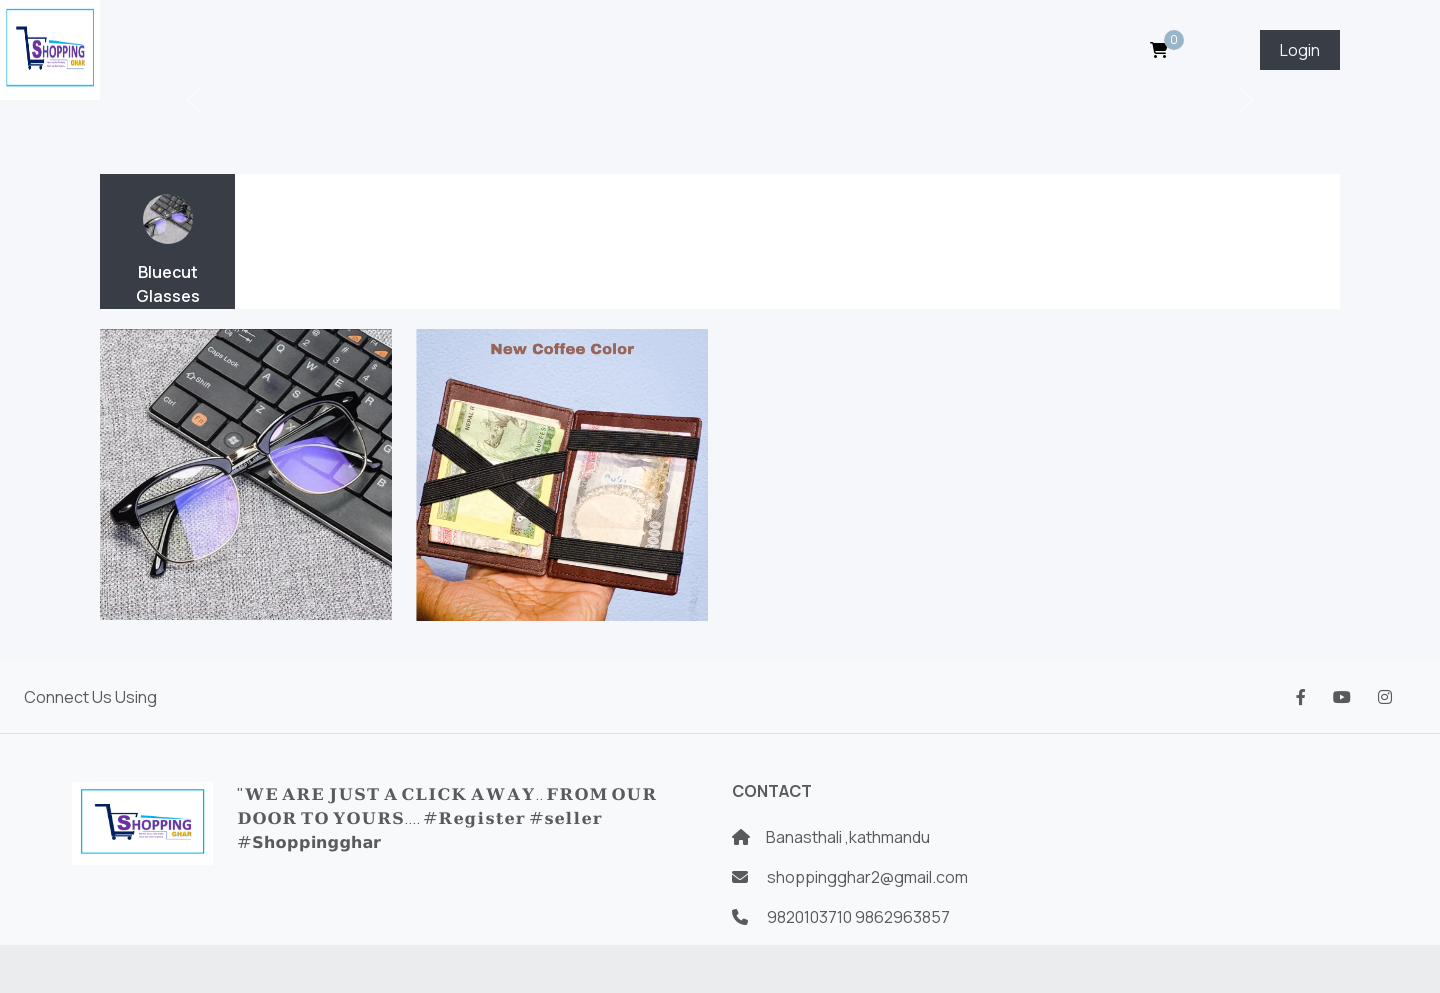 SHOPPING
GHAR
0
Login
Bluecut
Glasses
New Coffee Color
Connect Us Using
SHOPPING
GHAR
"𝐖𝐄 𝐀𝐑𝐄 𝐉𝐔𝐒𝐓 𝐀 𝐂𝐋𝐈𝐂𝐊 𝐀𝐖𝐀𝐘.. 𝐅𝐑𝐎𝐌 𝐎𝐔𝐑
𝐃𝐎𝐎𝐑 𝐓𝐎 𝐘𝐎𝐔𝐑𝐒.... #𝐑𝐞𝐠𝐢𝐬𝐭𝐞𝐫 #𝐬𝐞𝐥𝐥𝐞𝐫
#𝗦𝗵𝗼𝗽𝗽𝗶𝗻𝗴𝗴𝗵𝗮𝗿
CONTACT
Banasthali ,kathmandu
shoppingghar2@gmail.com
9820103710 9862963857